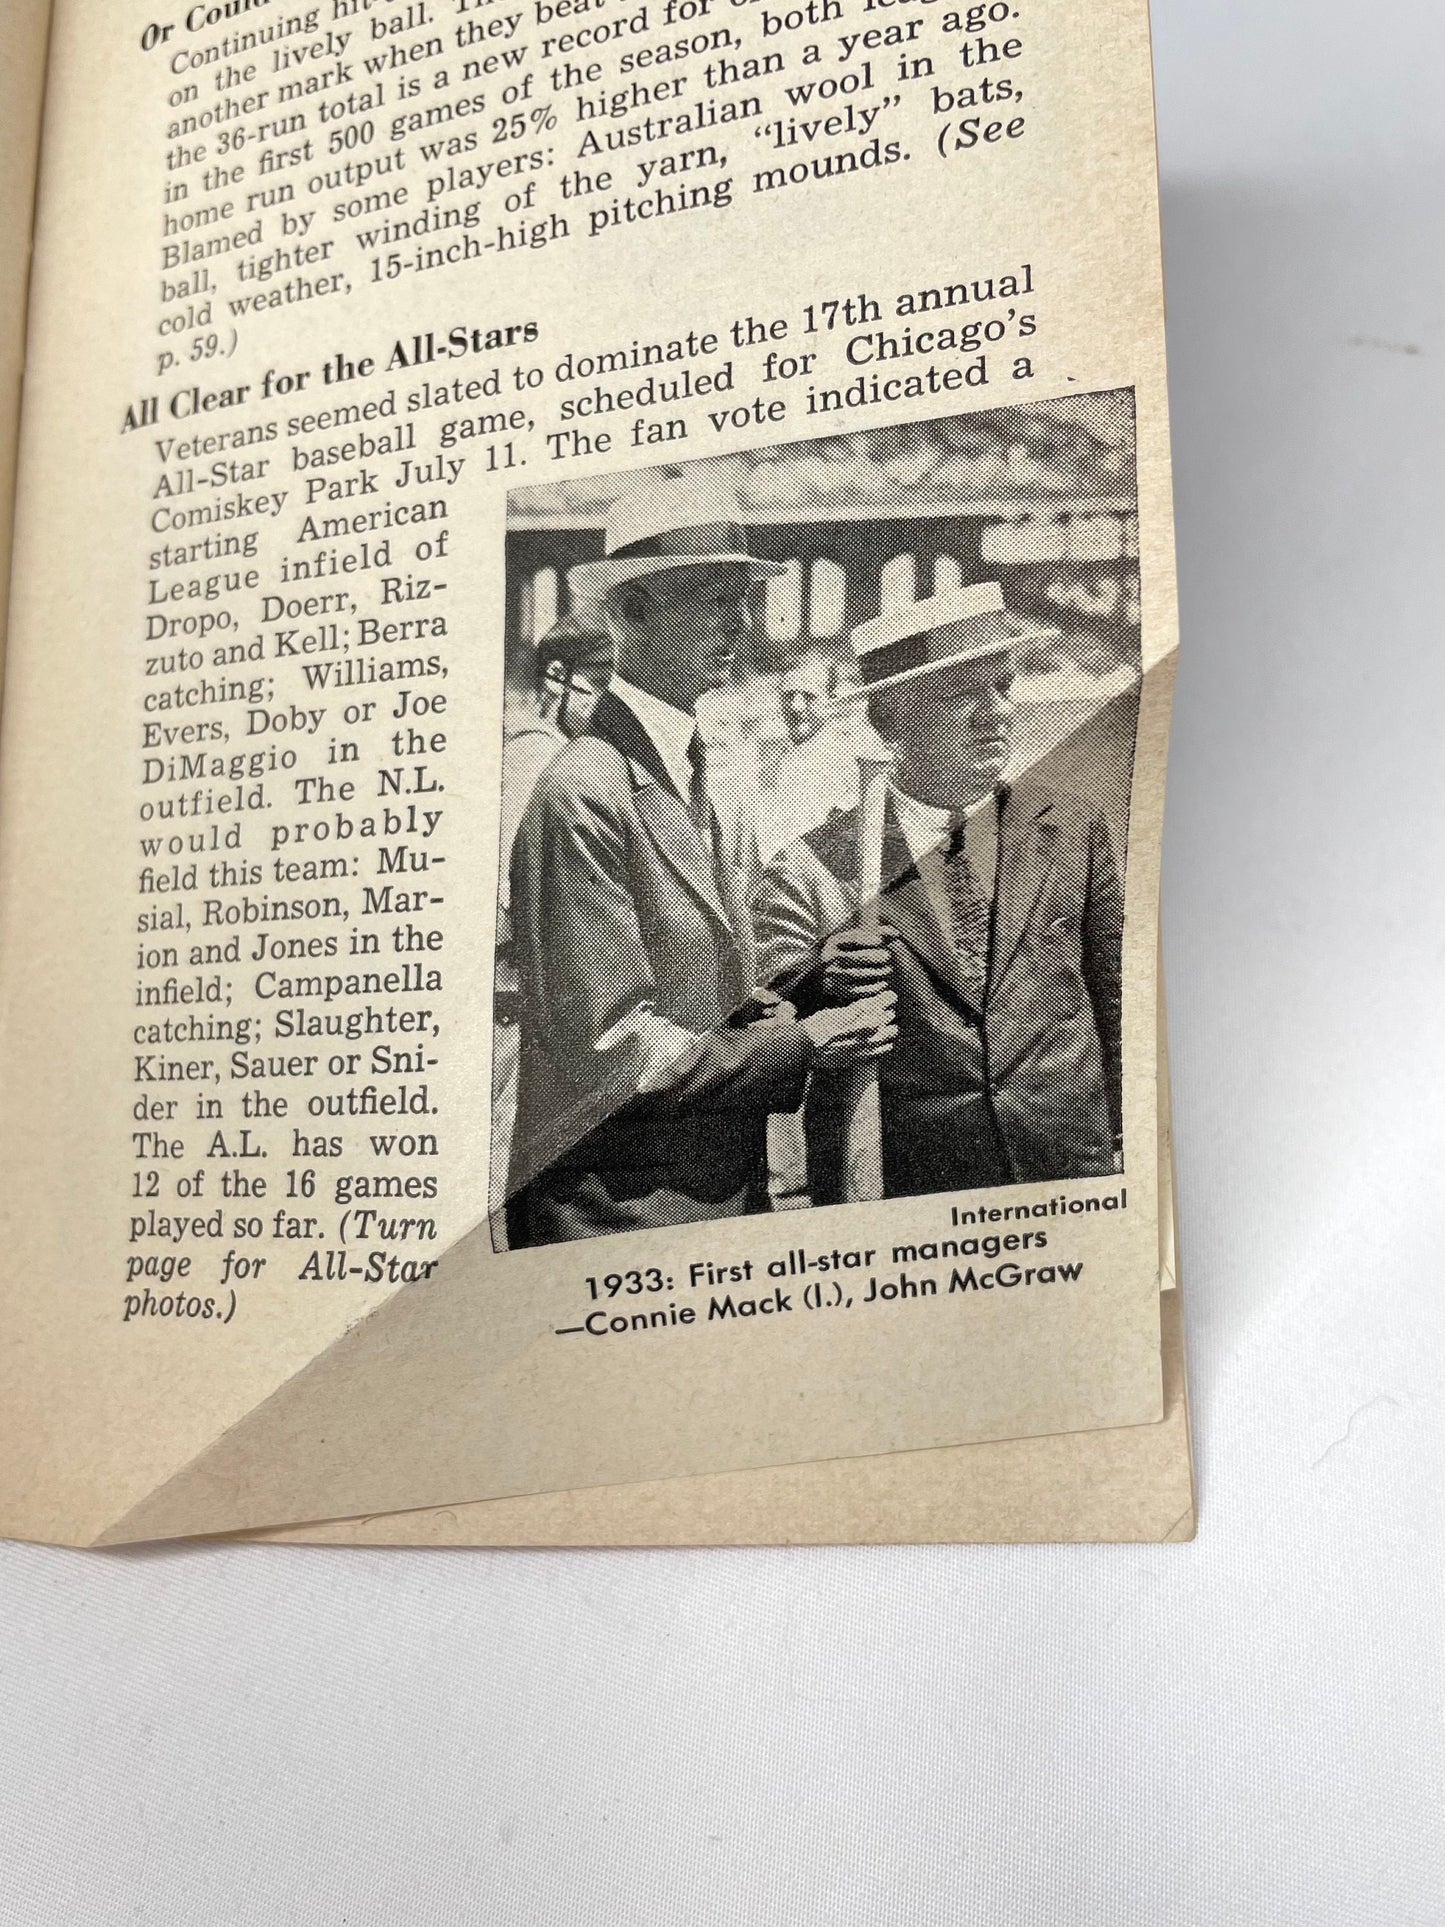 Or Could
Continuing hit-
on the lively ball.
another mark when they beat
the 36-run total is a new record for
in the first 500 games of the season, both
home run output was 25% higher than a year ago.
Blamed by some players: Australian wool in the
ball, tighter winding of the yarn, “lively” bats,
cold weather, 15-inch-high pitching mounds. (See
p. 59.)
All Clear for the All-Stars
Veterans seemed slated to dominate the 17th annual
All-Star baseball game, scheduled for Chicago’s
Comiskey Park July 11. The fan vote indicated a
starting American
League infield of
Dropo, Doerr, Riz-
zuto and Kell; Berra
catching; Williams,
Evers, Doby or Joe
DiMaggio in the
outfield. The N.L.
would probably
field this team: Mu-
sial, Robinson, Mar-
ion and Jones in the
infield; Campanella
catching; Slaughter,
Kiner, Sauer or Sni-
der in the outfield.
The A.L. has won
12 of the 16 games
played so far. (Turn
page for All-Star
photos.)
International
1933: First all-star managers
—Connie Mack (l.), John McGraw